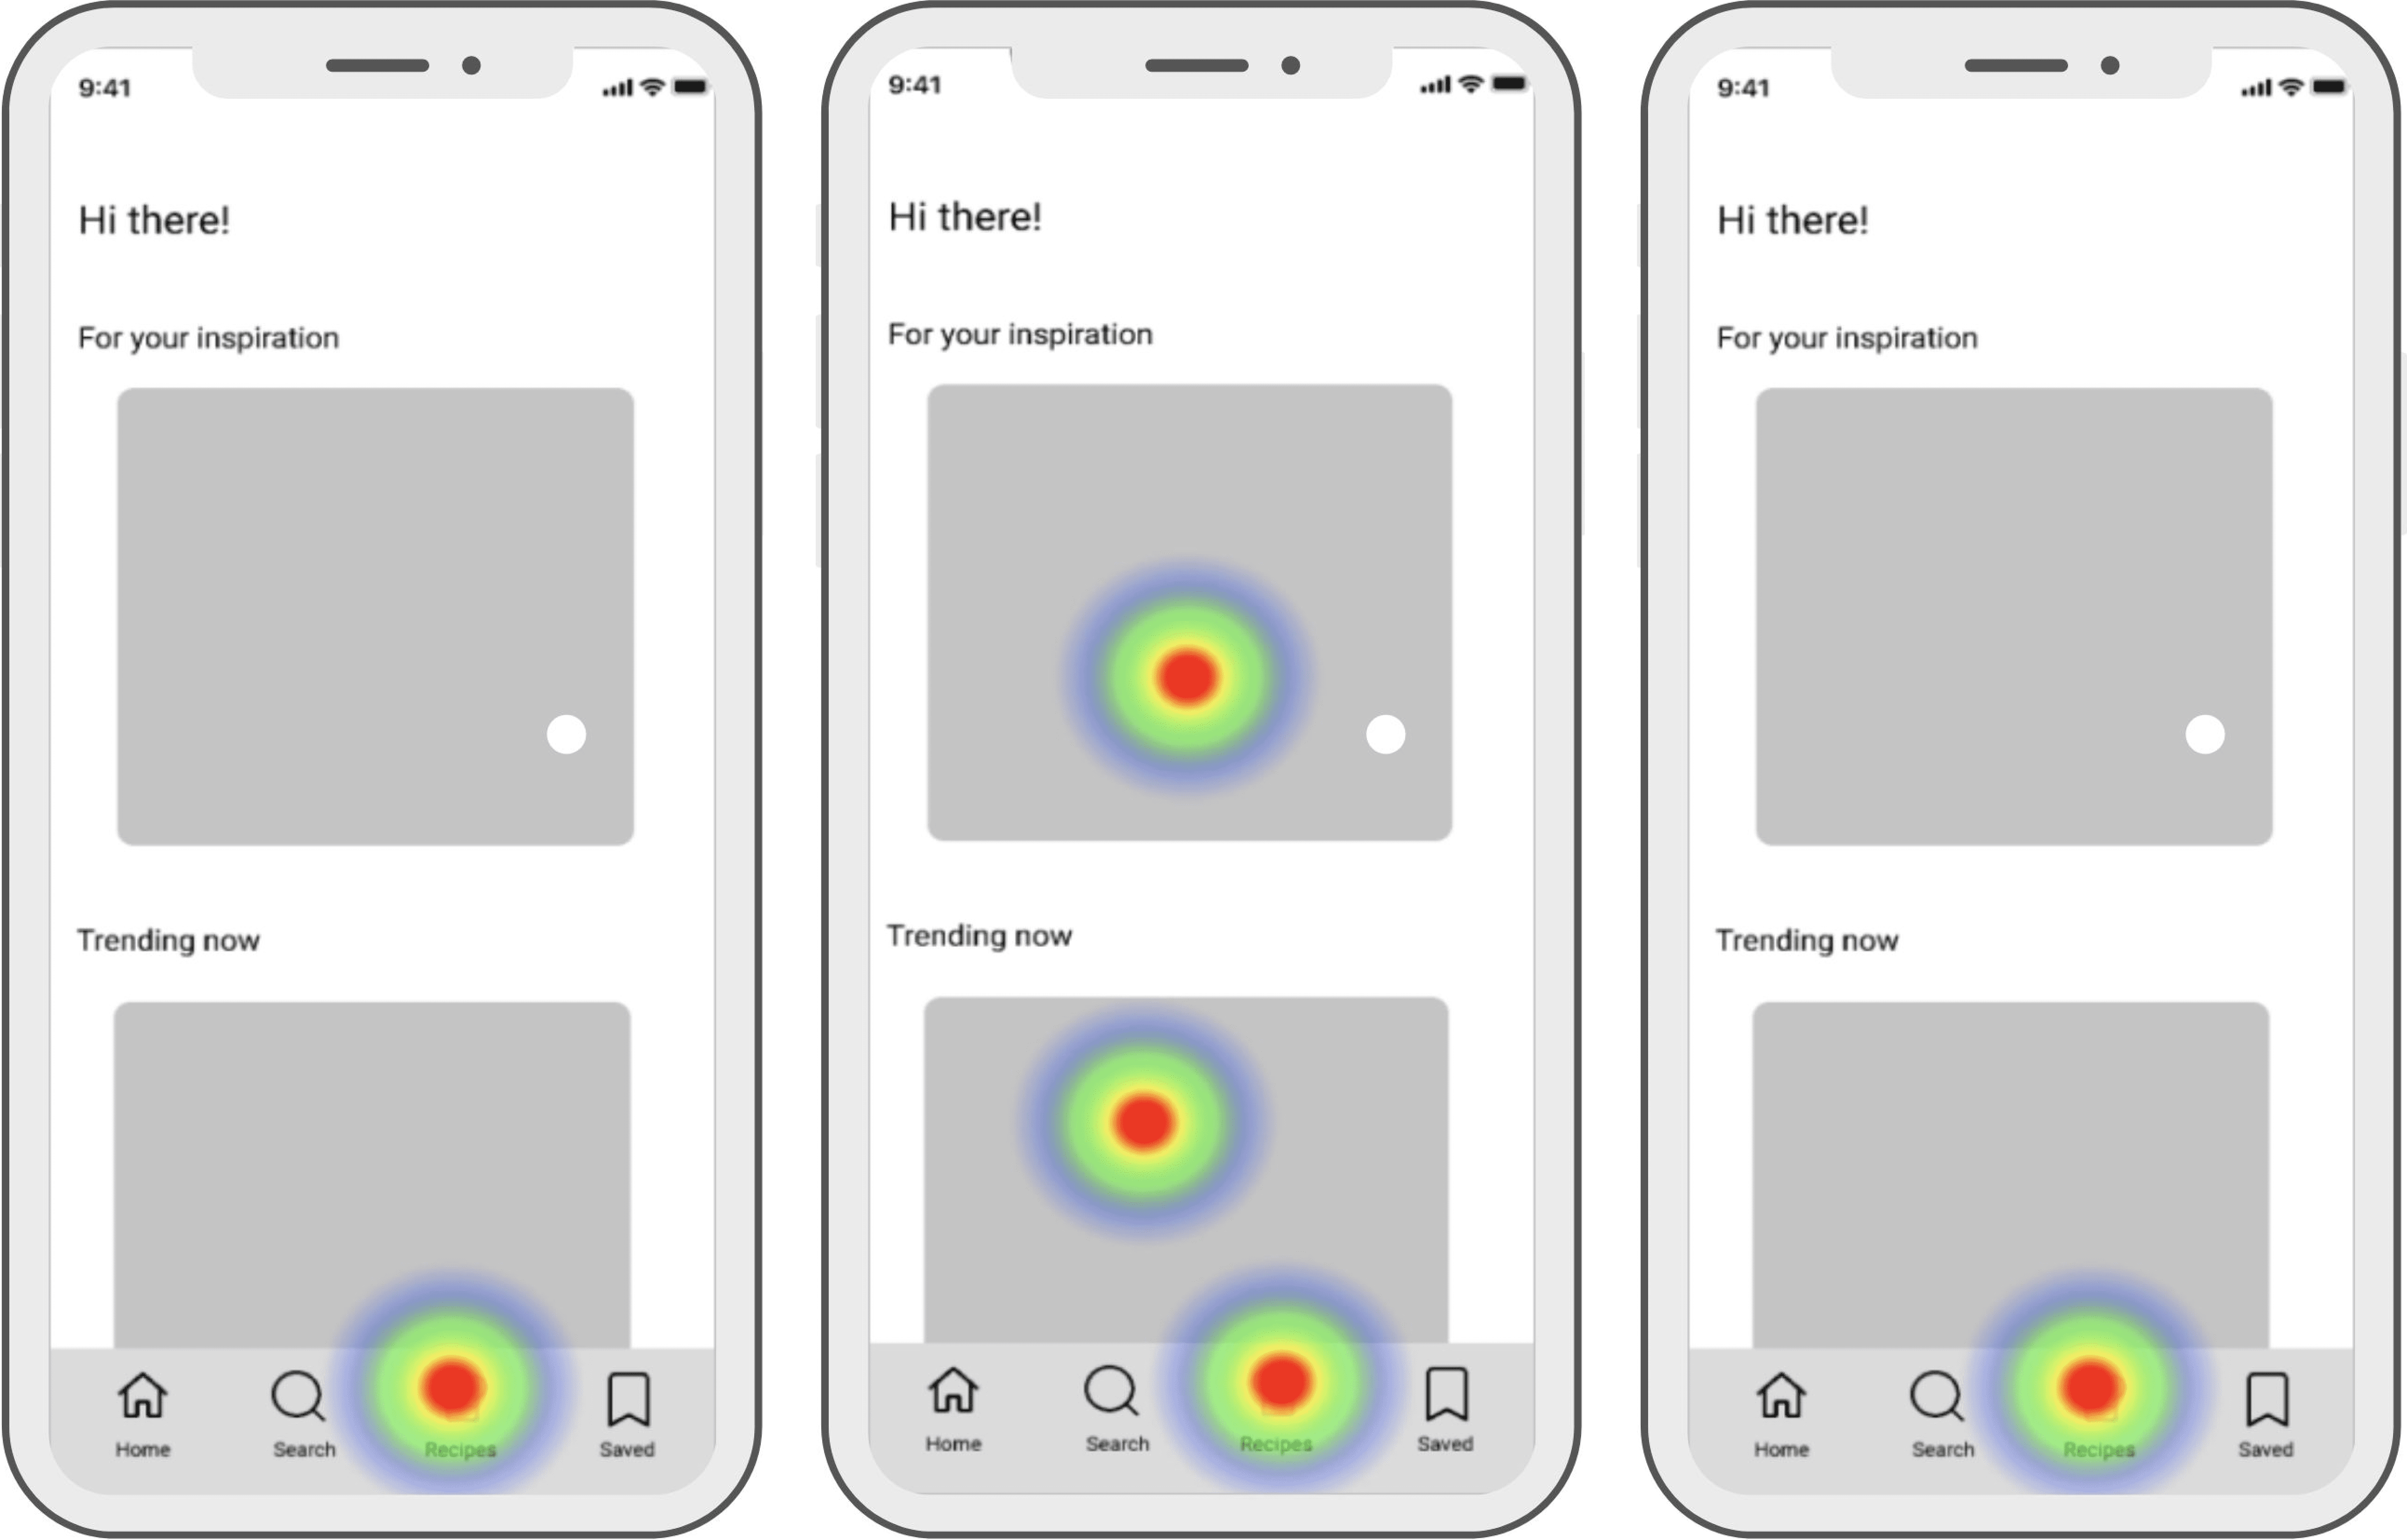 9:41
Hi there!
For your inspiration
Trending now
Home Search Recipes Saved
9:41
Hi there!
For your inspiration
Trending now
Home Search Recipes Saved
9:41
Hi there!
For your inspiration
Trending now
Home Search Recipes Saved